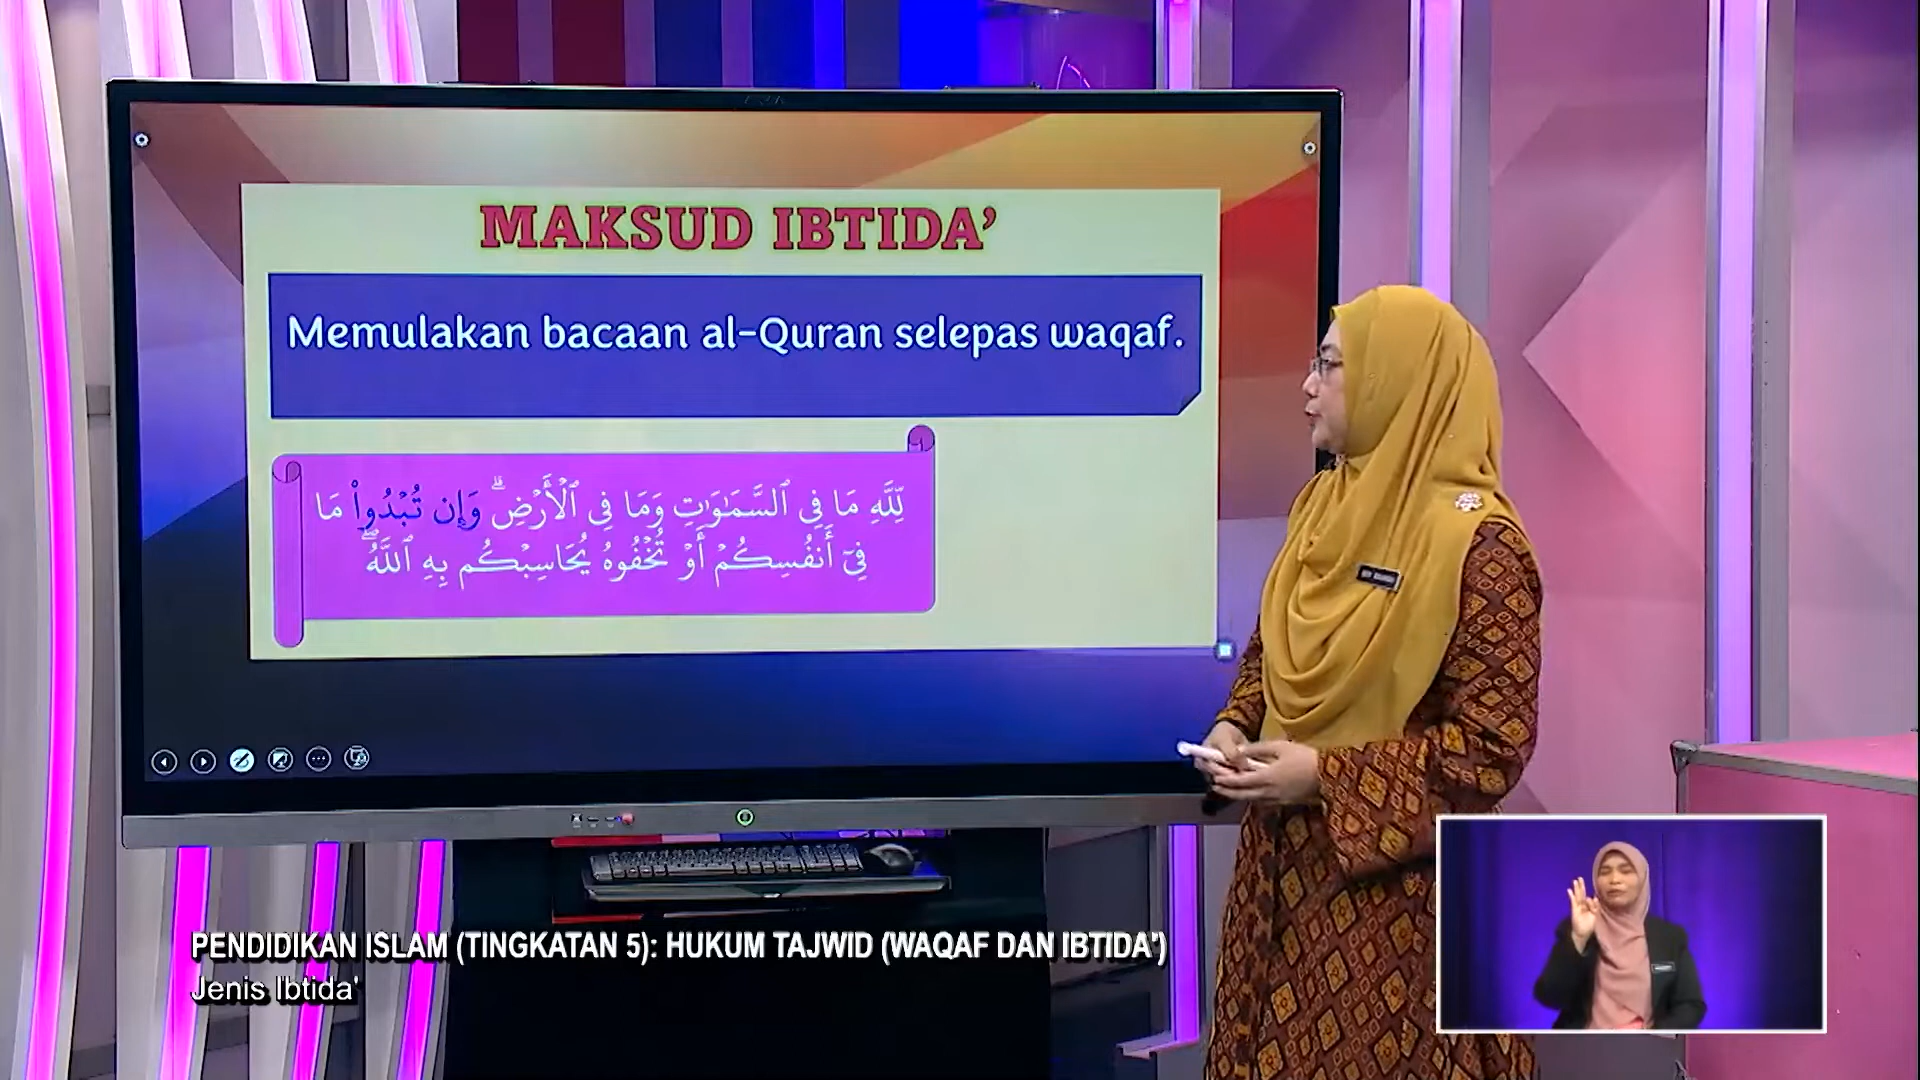 MAKSUD IBTIDA’
Memulakan bacaan al-Quran selepas waqaf.
لِّلَّهِ مَا فِى ٱلسَّمَـٰوَٰتِ وَمَا فِى ٱلْأَرْضِ ۗ وَإِن تُبْدُوا۟ مَا
فِىٓ أَنفُسِكُمْ أَوْ تُخْفُوهُ يُحَاسِبْكُم بِهِ ٱللَّهُ ۖ
PENDIDIKAN ISLAM (TINGKATAN 5): HUKUM TAJWID (WAQAF DAN IBTIDA')
Jenis Ibtida'